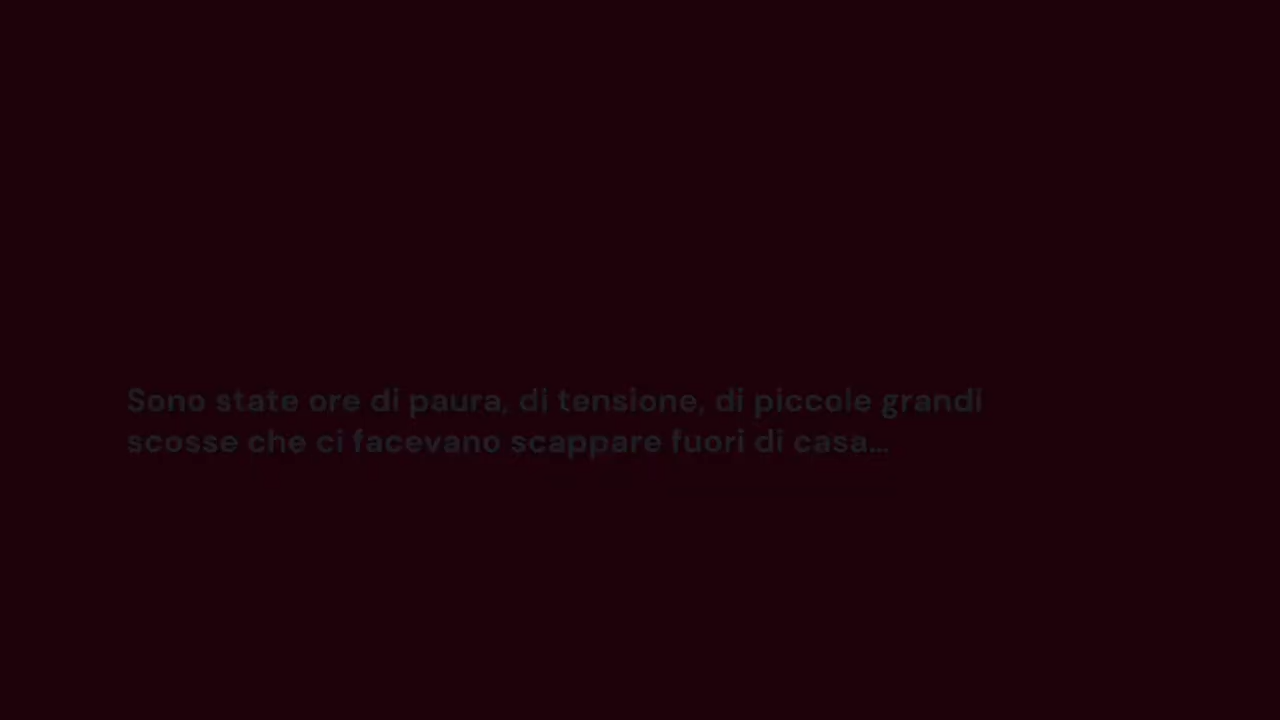 Sono state ore di paura, di tensione, di piccole grandi
scosse che ci facevano scappare fuori di casa...